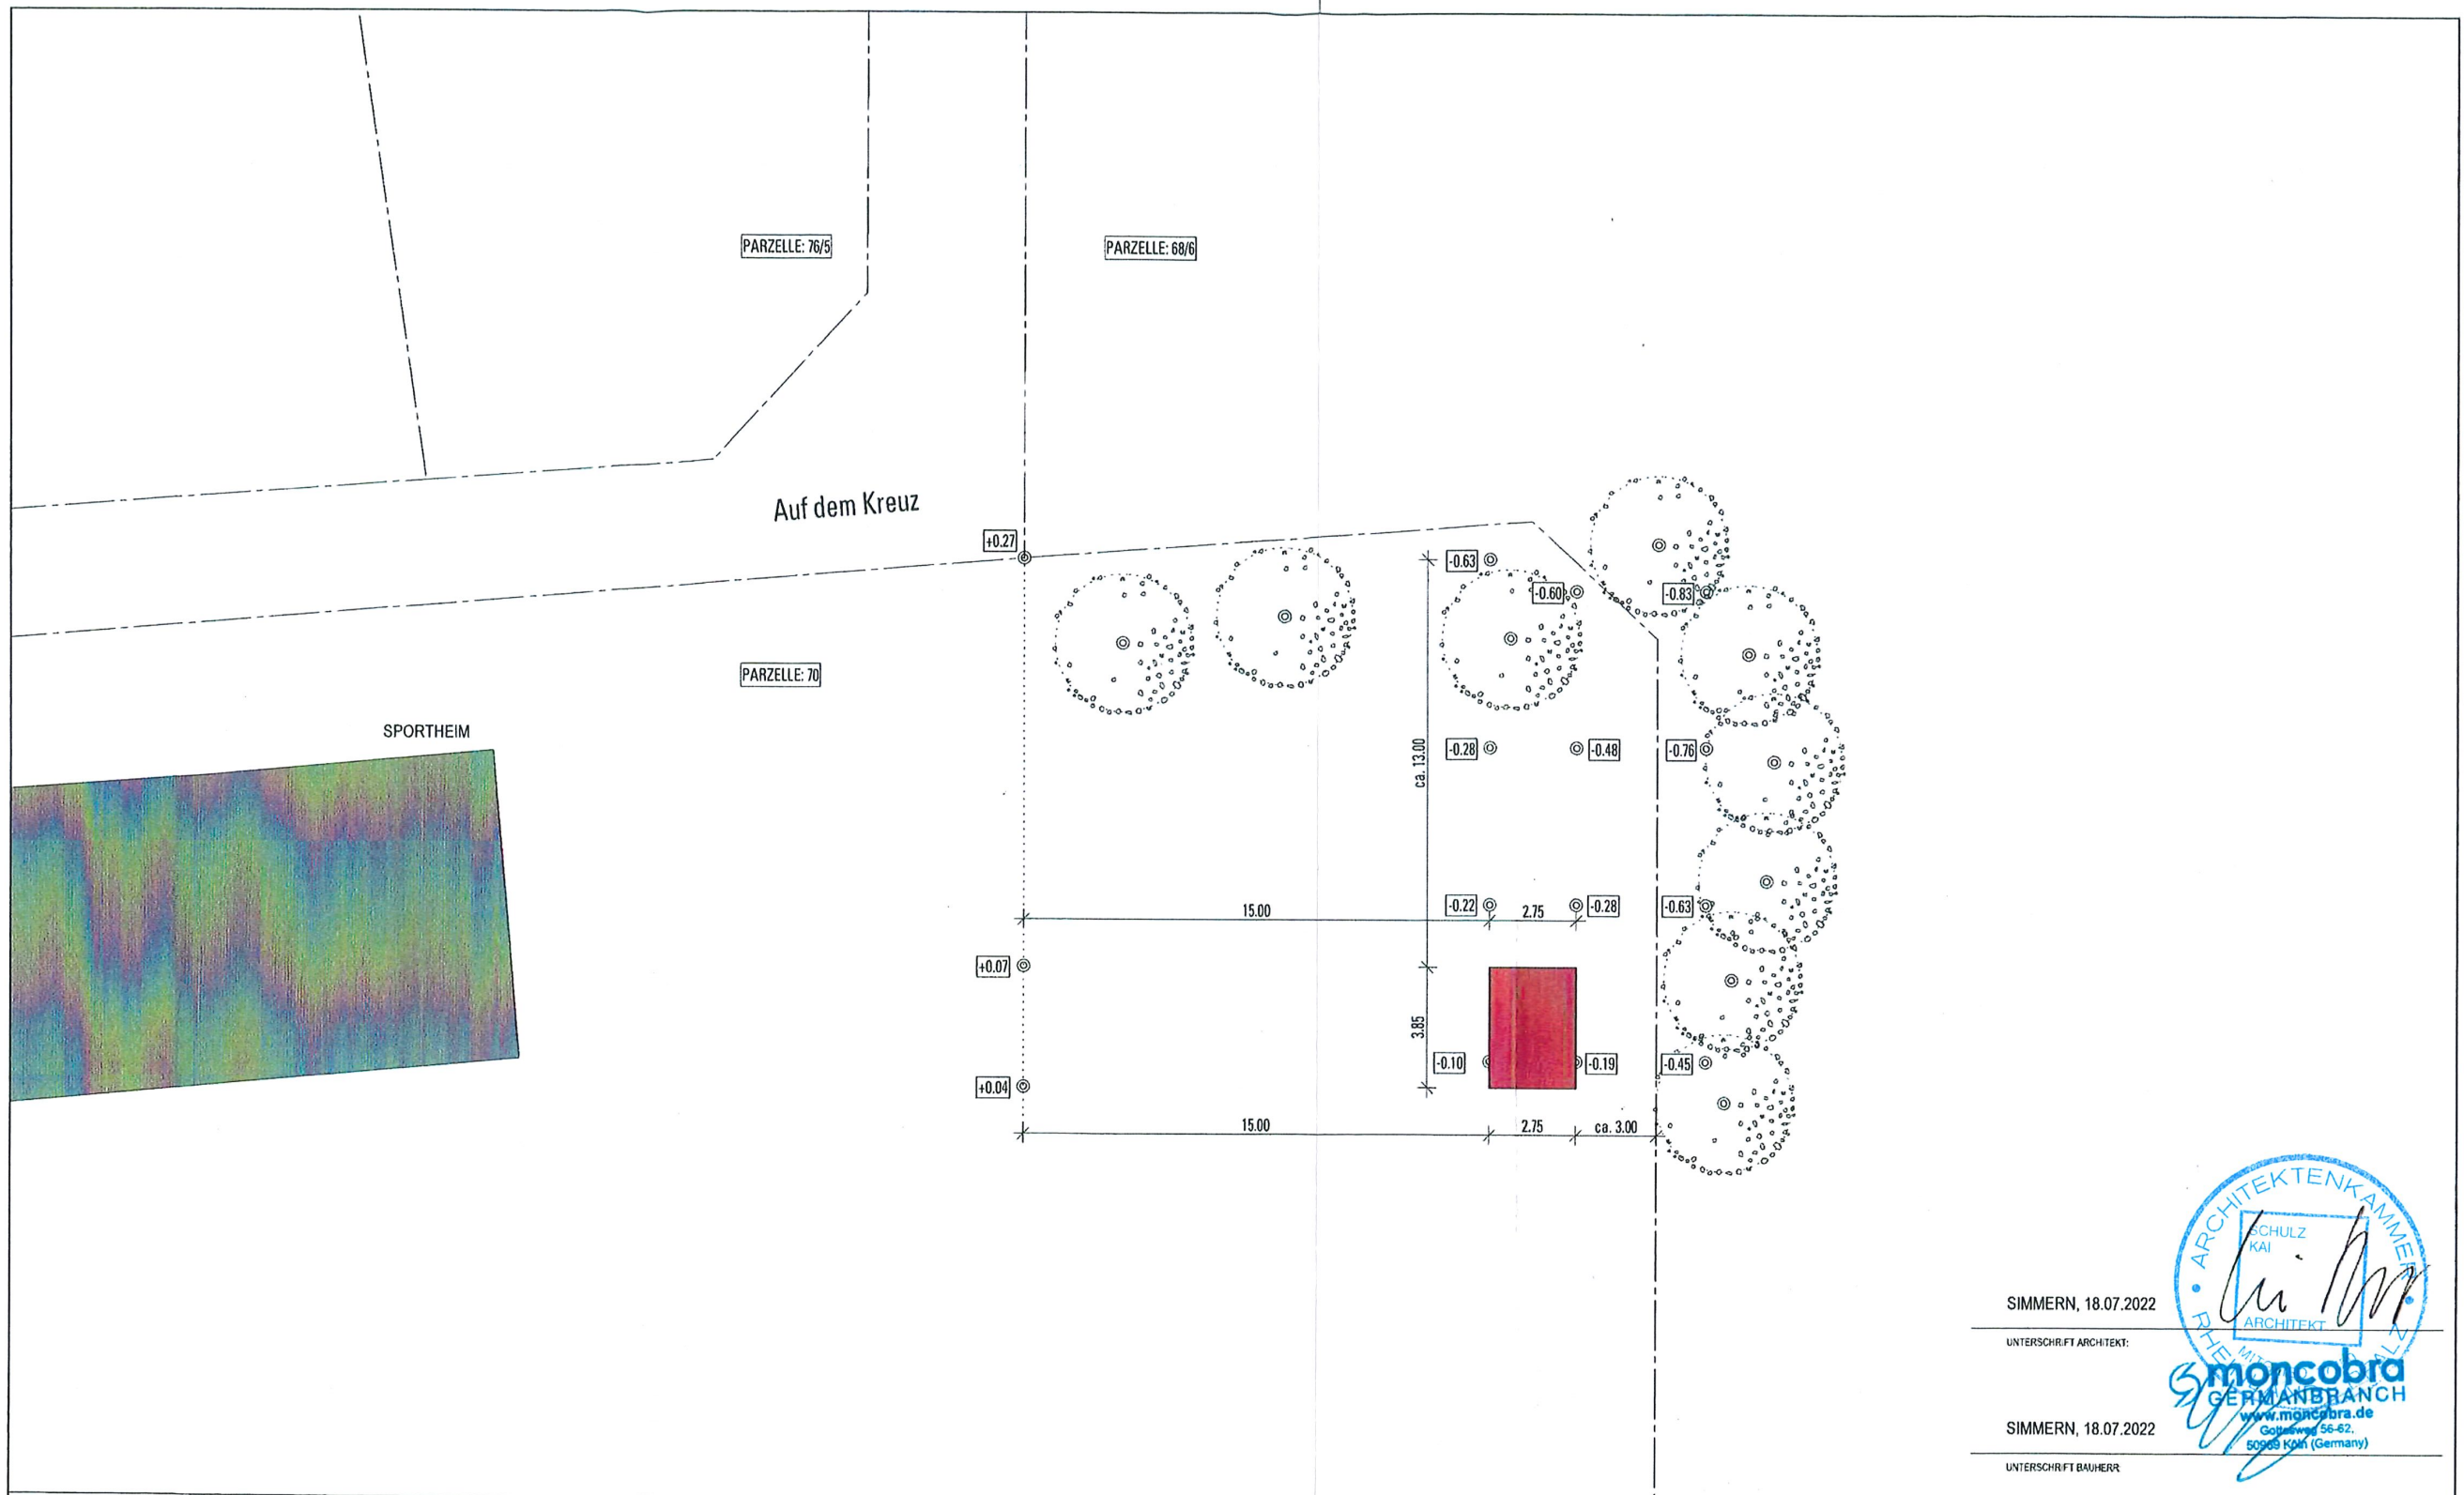 PARZELLE: 76/5
PARZELLE: 68/6
Auf dem Kreuz
+0.27
-0.63
-0.60
-0.83
PARZELLE: 70
SPORTHEIM
ca. 13.00
-0.28
-0.48
-0.76
-0.22
-0.28
-0.63
15.00
2.75
+0.07
3.85
-0.10
-0.19
-0.45
+0.04
15.00
2.75
ca. 3.00
ARCHITEKTENKAMMER
SCHULZ
KAI
ARCHITEKT
SIMMERN, 18.07.2022
UNTERSCHRIFT ARCHITEKT:
moncobra
GERMANBRANCH
www.moncobra.de
Gottesweg 56-62,
50969 Köln (Germany)
SIMMERN, 18.07.2022
UNTERSCHRIFT BAUHERR